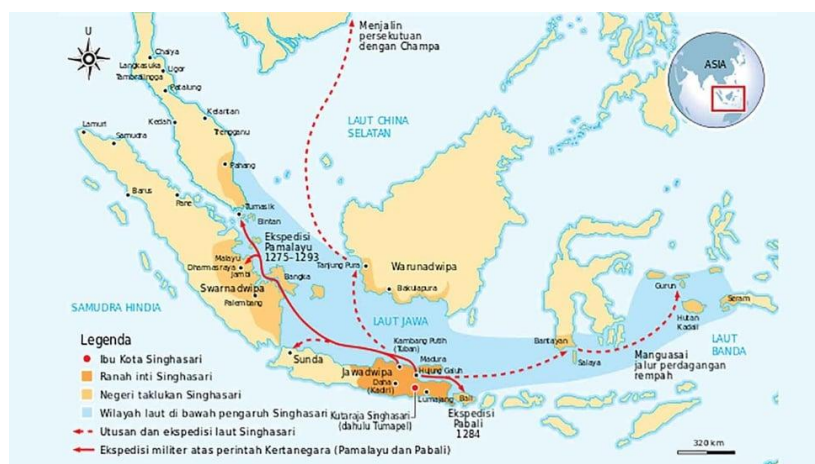 U
Menjalin
persekutuan
dengan Champa
ASIA
Chaiya
Langkasuka
Ligor
Tambralingga
Patalung
Kelantan
Kedah
Trengganu
LAUT CHINA
SELATAN
Lamuri
Samudra
Pahang
Barus
Pane
Tumasik
Bintan
Ekspedisi
Pamalayu
1275–1293
Malayu
Dharmasraya
Jambi
Tanjung Pura
Warunadwipa
Bangka
Swarnadwipa
Bakulapura
Gurun
Seram
SAMUDRA HINDIA
Palembang
Hutan
Kadali
LAUT JAWA
Kambang Putih
(Tuban)
Bantayan
LAUT
BANDA
Legenda
Ibu Kota Singhasari
Sunda
Madura
Salaya
Manguasai
jalur perdagangan
rempah
Ranah inti Singhasari
Jawadwipa
Hujung Galuh
Daha
(Kadiri)
Bali
Negeri taklukan Singhasari
Lumajang
Wilayah laut di bawah pengaruh Singhasari
Kutaraja Singhasari
(dahulu Tumapel)
Ekspedisi
Pabali
1284
Utusan dan ekspedisi laut Singhasari
Ekspedisi militer atas perintah Kertanegara (Pamalayu dan Pabali)
320 km